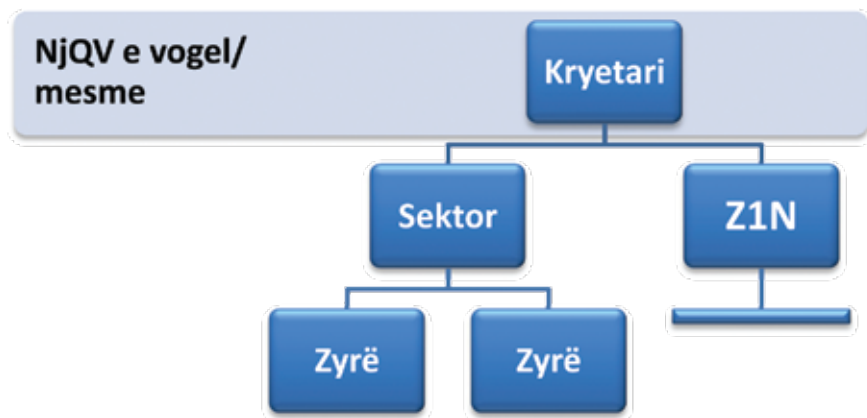 NjQV e vogel/
mesme
Kryetari
Sektor
Z1N
Zyrë
Zyrë